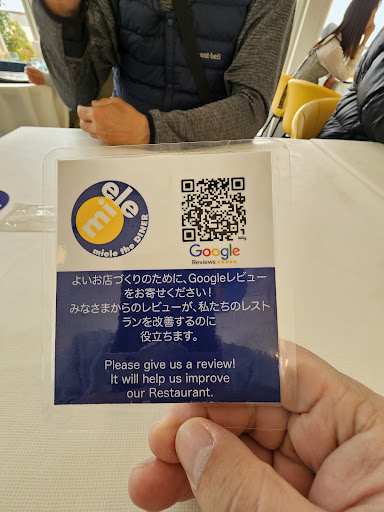 mont-bell
miele
miele the DINER
Google
Reviews ★★★★★
よいお店づくりのために、Googleレビュー
をお寄せください！
みなさまからのレビューが、私たちのレスト
ランを改善するのに
役立ちます。
Please give us a review!
It will help us improve
our Restaurant.